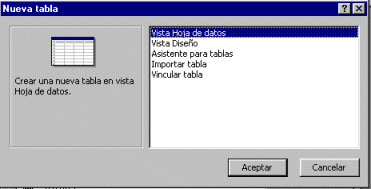 Nueva tabla
Crear una nueva tabla en vista
Hoja de datos.
Vista Hoja de datos
Vista Diseño
Asistente para tablas
Importar tabla
Vincular tabla
Aceptar
Cancelar